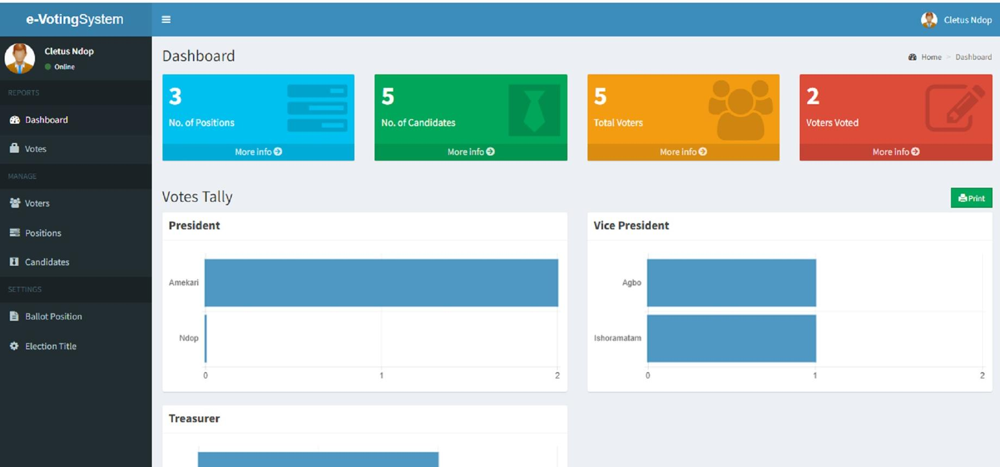 e-VotingSystem
Cletus Ndop
Cletus Ndop
Online
REPORTS
Dashboard
Votes
MANAGE
Voters
Positions
Candidates
SETTINGS
Ballot Position
Election Title
Dashboard
Home > Dashboard
3
No. of Positions
More info
5
No. of Candidates
More info
5
Total Voters
More info
2
Voters Voted
More info
Votes Tally
Print
President
Amekari
Ndop
0 1 2
Vice President
Agbo
Ishoramatam
0 1 2
Treasurer